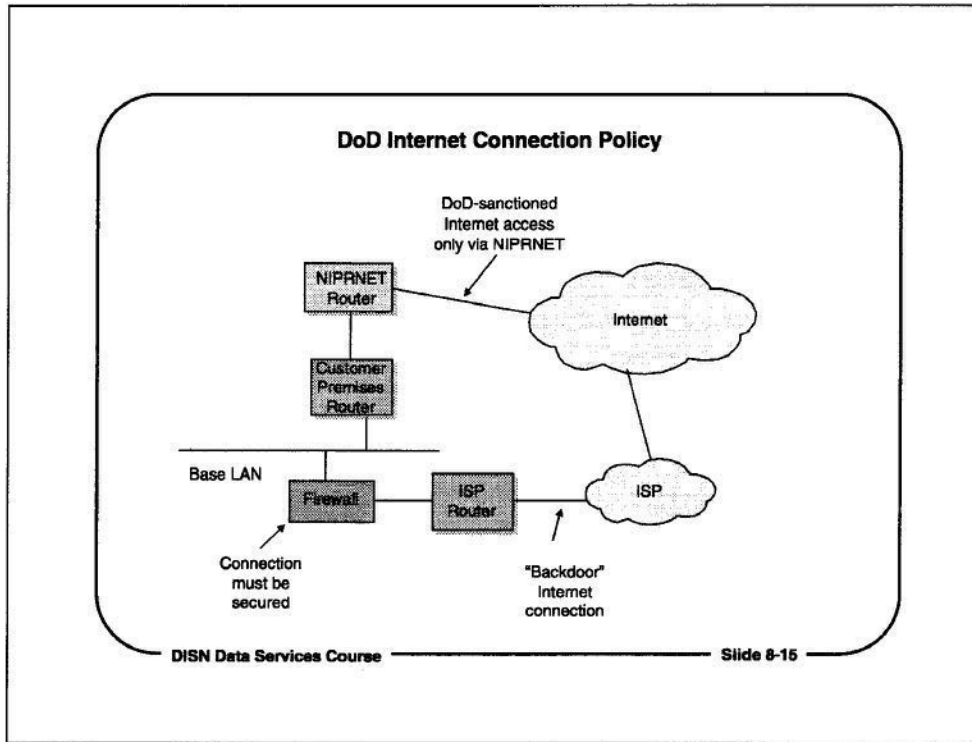 DoD Internet Connection Policy
DoD-sanctioned
Internet access
only via NIPRNET
NIPRNET
Router
Internet
Customer
Premises
Router
Base LAN
Firewall
ISP
Router
ISP
Connection
must be
secured
"Backdoor"
Internet
connection
DISN Data Services Course
Slide 8-15